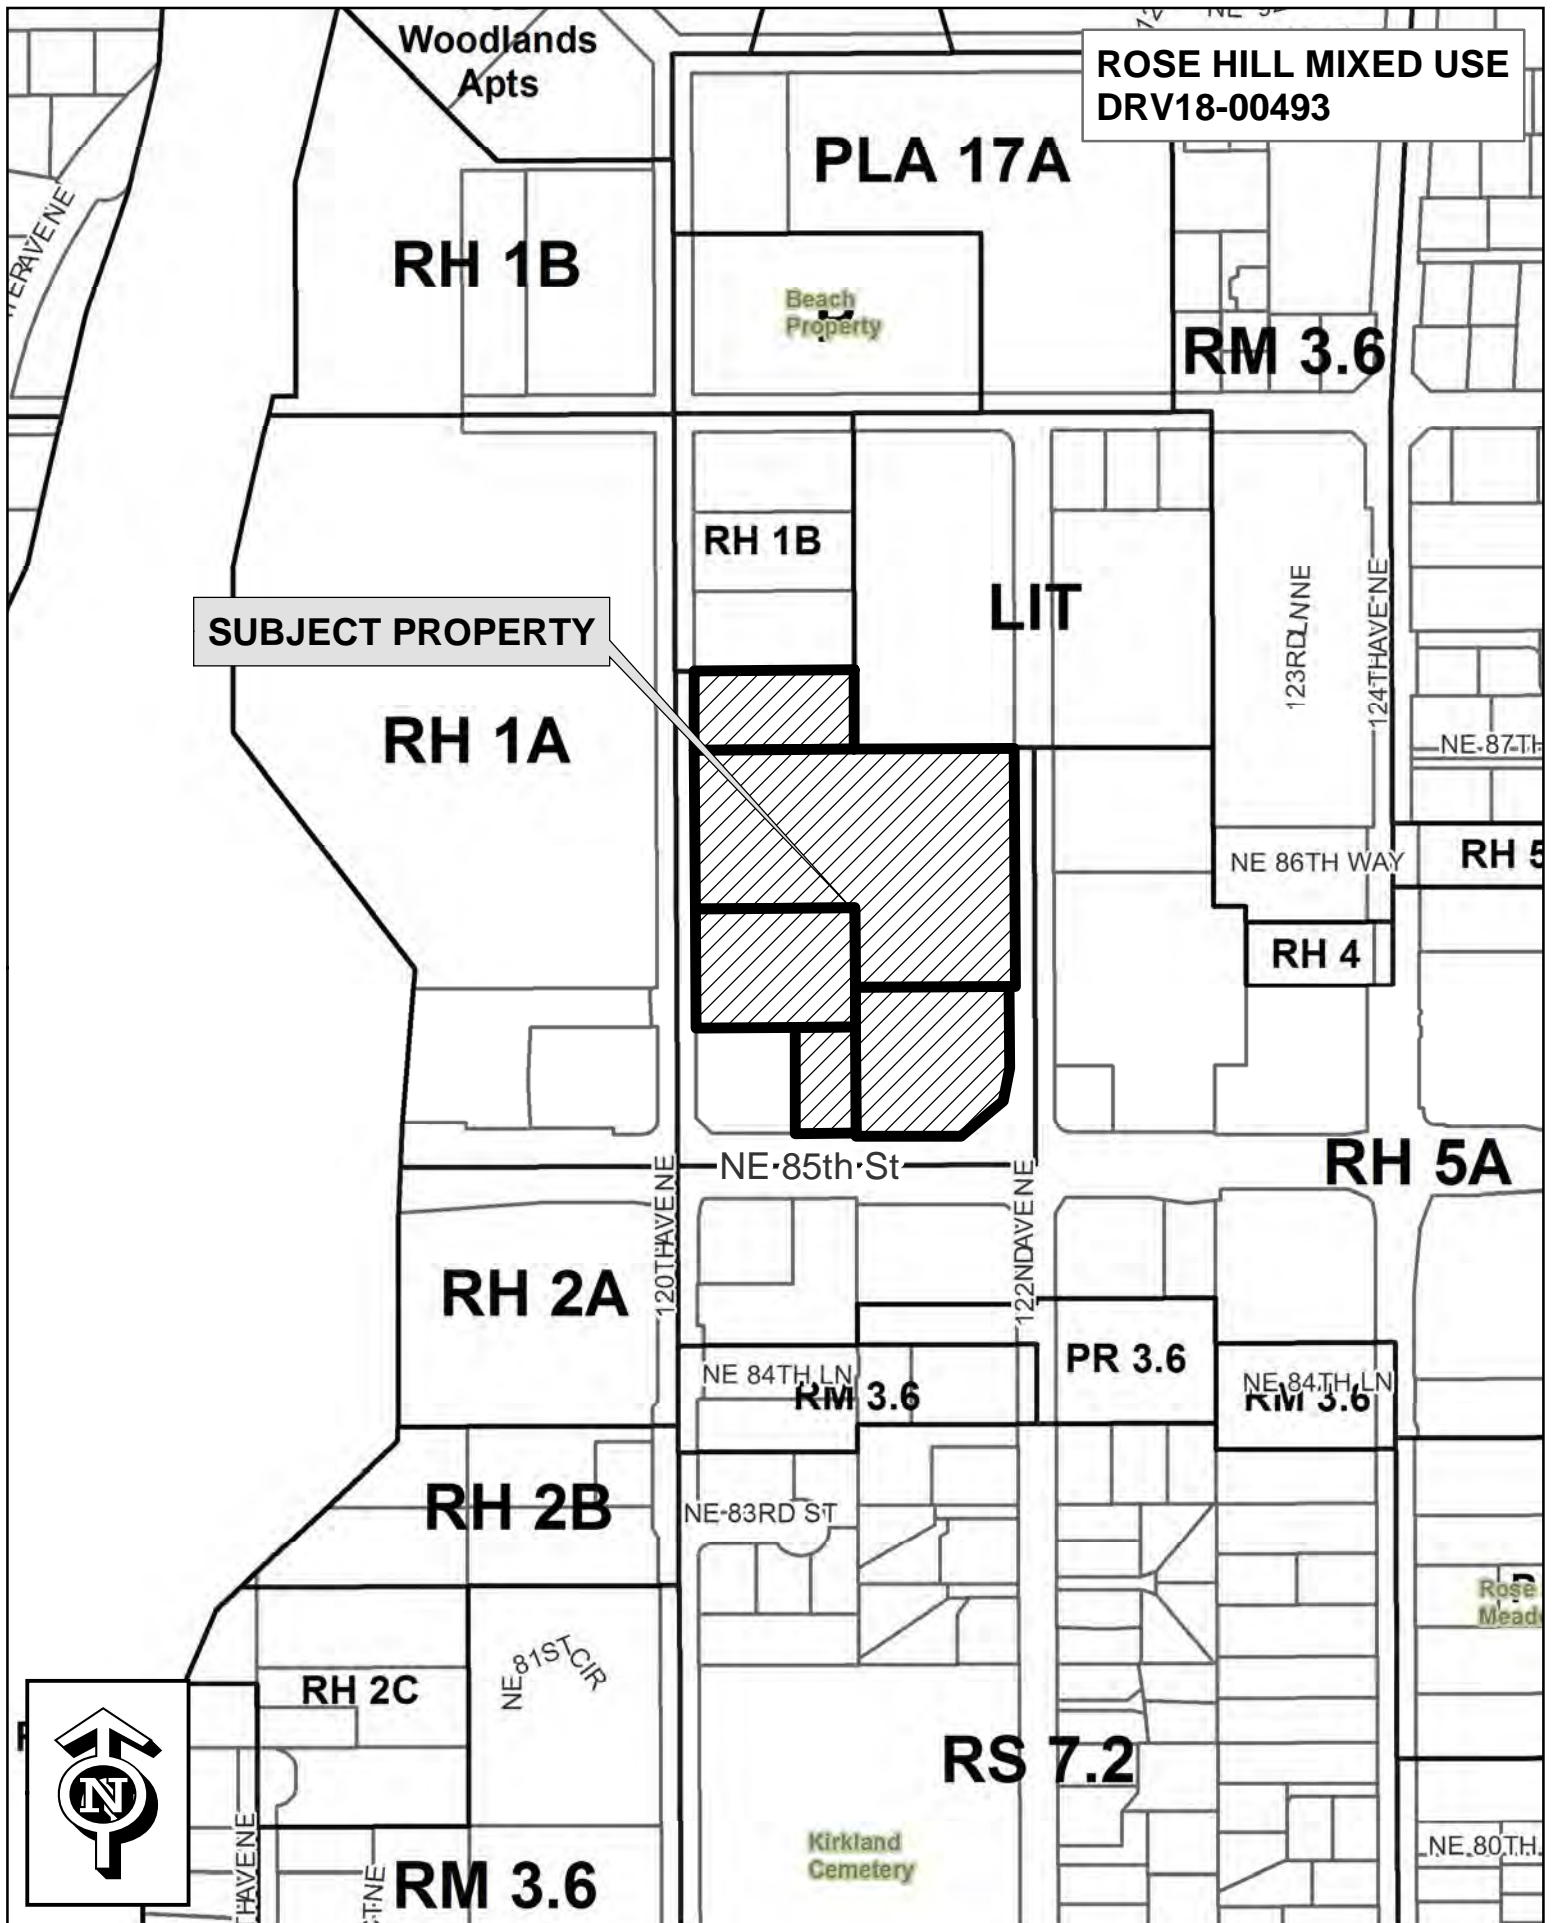 Woodlands
Apts
ROSE HILL MIXED USE
DRV18-00493
PLA 17A
RH 1B
Beach
Property
RM 3.6
RH 1B
LIT
123RD LN NE
124TH AVE NE
SUBJECT PROPERTY
RH 1A
NE 87TH
NE 86TH WAY
RH 5
RH 4
NE 85th St
RH 5A
120TH AVE NE
122ND AVE NE
RH 2A
NE 84TH LN
RM 3.6
PR 3.6
NE 84TH LN
RM 3.6
RH 2B
NE 83RD ST
Rose
NE 81ST CIR
RH 2C
RS 7.2
N
Kirkland
Cemetery
NE 80TH
RM 3.6